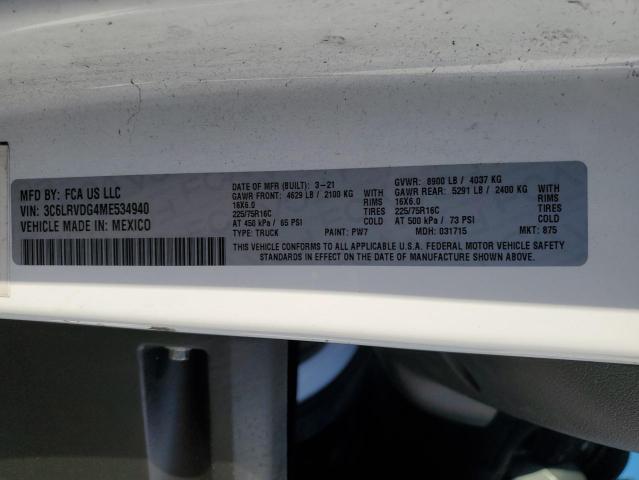 MFD BY: FCA US LLC
VIN: 3C6LRVDG4ME534940
VEHICLE MADE IN: MEXICO
DATE OF MFR (BUILT): 3-21
GAWR FRONT: 4629 LB / 2100 KG
16X6.0 RIMS
225/75R16C TIRES
AT 450 kPa / 65 PSI COLD
TYPE: TRUCK PAINT: PW7
GVWR: 8900 LB / 4037 KG
GAWR REAR: 5291 LB / 2400 KG
16X6.0 RIMS
225/75R16C TIRES
AT 500 kPa / 73 PSI COLD
MDH: 031715 MKT: 875
THIS VEHICLE CONFORMS TO ALL APPLICABLE U.S.A. FEDERAL MOTOR VEHICLE SAFETY
STANDARDS IN EFFECT ON THE DATE OF MANUFACTURE SHOWN ABOVE.